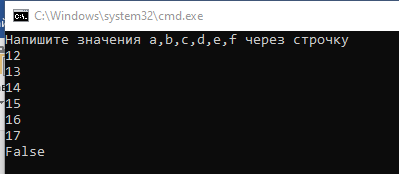 C:\Windows\system32\cmd.exe
Напишите значения a,b,c,d,e,f через строчку
12
13
14
15
16
17
False